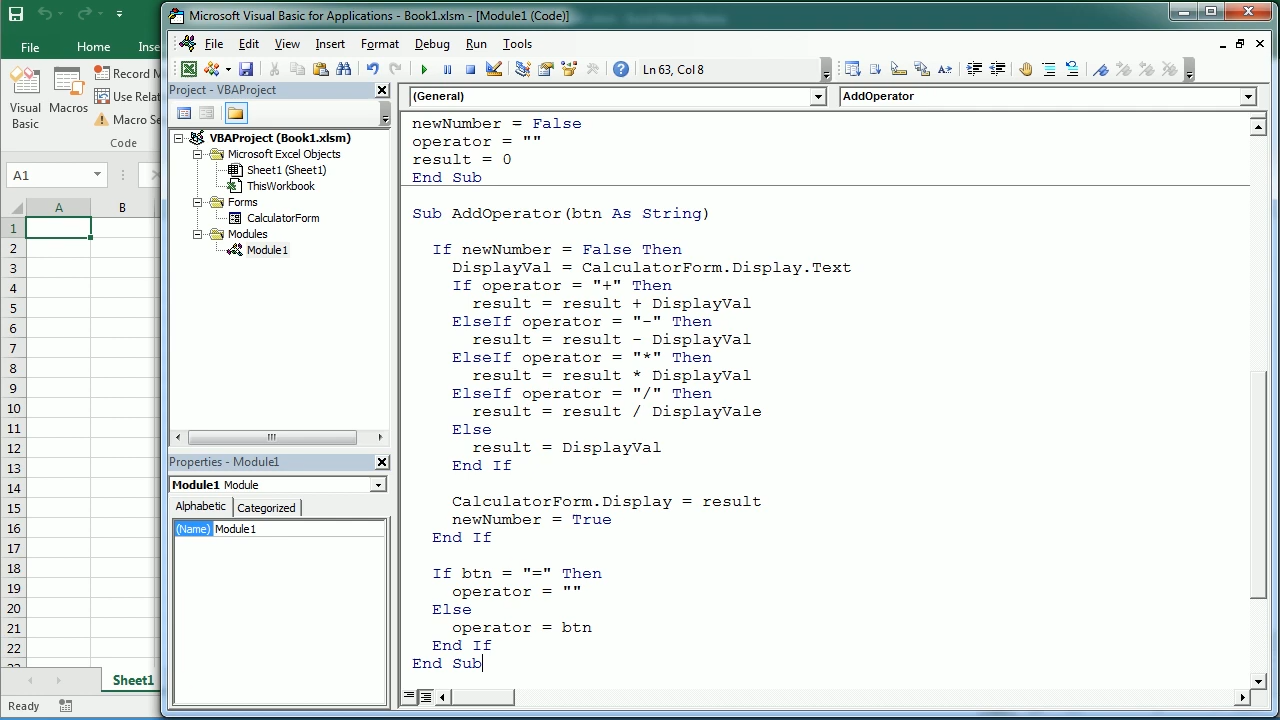 Microsoft Visual Basic for Applications - Book1.xlsm - [Module1 (Code)]
File Home Inse
File Edit View Insert Format Debug Run Tools
Ln 63, Col 8
Record M
Use Relat
Macro Se
Visual Basic
Macros
Code
A1
A B
1
2
3
4
5
6
7
8
9
10
11
12
13
14
15
16
17
18
19
20
21
22
Sheet1
Ready
Project - VBAProject
VBAProject (Book1.xlsm)
Microsoft Excel Objects
Sheet1 (Sheet1)
ThisWorkbook
Forms
CalculatorForm
Modules
Module1
Properties - Module1
Module1 Module
Alphabetic Categorized
(Name) Module1
(General) AddOperator
newNumber = False
operator = ""
result = 0
End Sub
Sub AddOperator(btn As String)
If newNumber = False Then
DisplayVal = CalculatorForm.Display.Text
If operator = "+" Then
result = result + DisplayVal
ElseIf operator = "-" Then
result = result - DisplayVal
ElseIf operator = "*" Then
result = result * DisplayVal
ElseIf operator = "/" Then
result = result / DisplayVale
Else
result = DisplayVal
End If
CalculatorForm.Display = result
newNumber = True
End If
If btn = "=" Then
operator = ""
Else
operator = btn
End If
End Sub